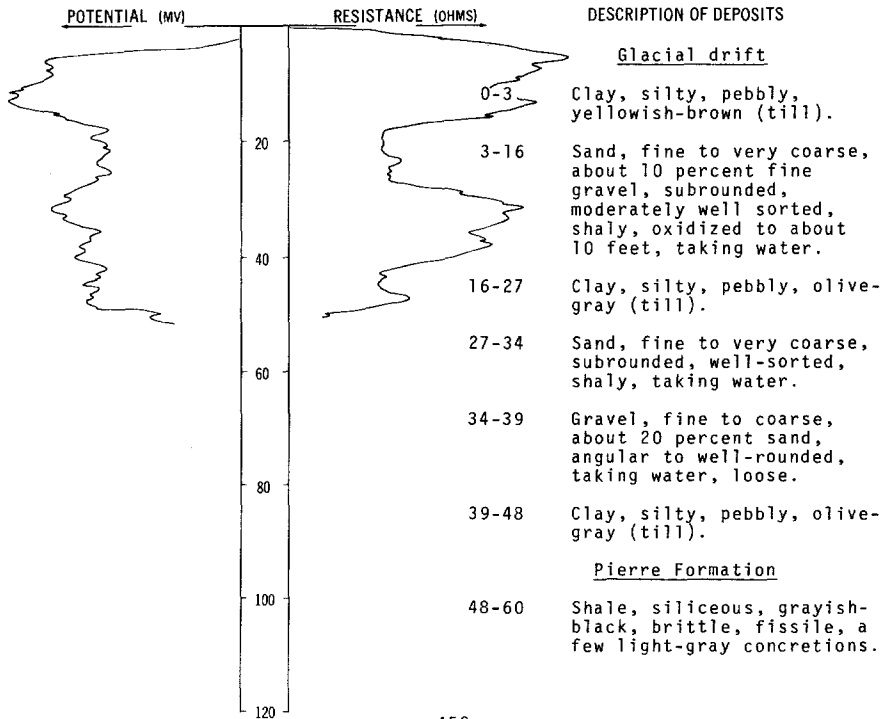 POTENTIAL (MV)
RESISTANCE (OHMS)
DESCRIPTION OF DEPOSITS
Glacial drift
0-3 Clay, silty, pebbly,
yellowish-brown (till).
3-16 Sand, fine to very coarse,
about 10 percent fine
gravel, subrounded,
moderately well sorted,
shaly, oxidized to about
10 feet, taking water.
16-27 Clay, silty, pebbly, olive-
gray (till).
27-34 Sand, fine to very coarse,
subrounded, well-sorted,
shaly, taking water.
34-39 Gravel, fine to coarse,
about 20 percent sand,
angular to well-rounded,
taking water, loose.
39-48 Clay, silty, pebbly, olive-
gray (till).
Pierre Formation
48-60 Shale, siliceous, grayish-
black, brittle, fissile, a
few light-gray concretions.
20
40
60
80
100
120